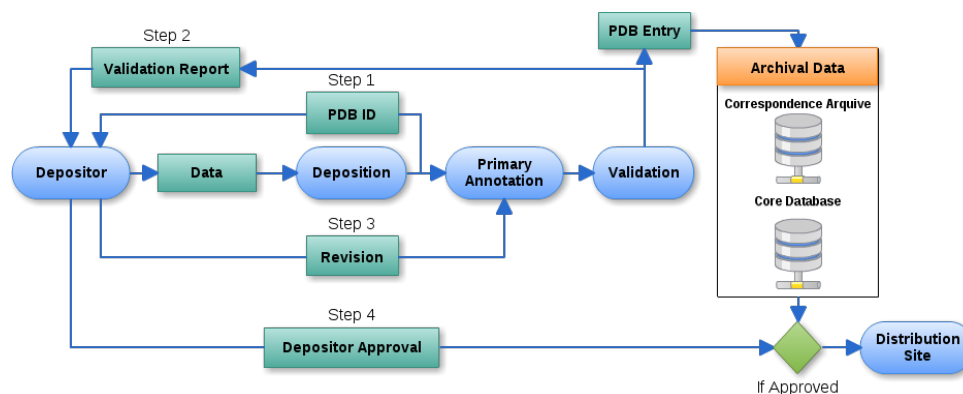 PDB Entry
Step 2
Validation Report
Archival Data
Step 1
PDB ID
Correspondence Arquive
Depositor
Data
Deposition
Primary
Annotation
Validation
Core Database
Step 3
Revision
Step 4
Depositor Approval
Distribution
Site
If Approved